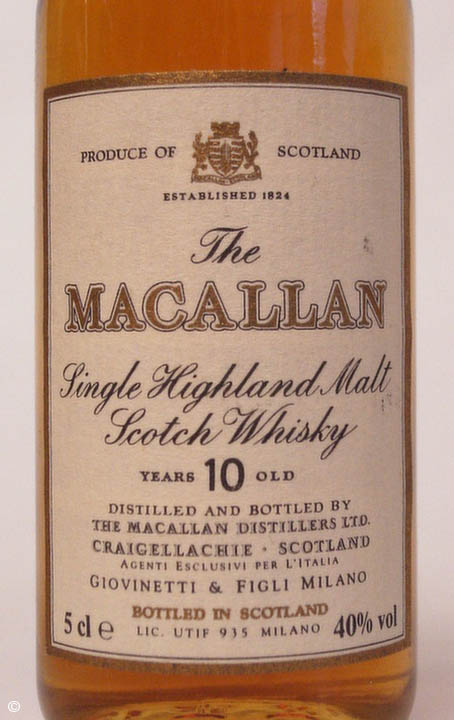 PRODUCE OF SCOTLAND
MACALLAN
ESTABLISHED 1824
The
MACALLAN
Single Highland Malt
Scotch Whisky
YEARS 10 OLD
DISTILLED AND BOTTLED BY
THE MACALLAN DISTILLERS LTD.
CRAIGELLACHIE · SCOTLAND
AGENTI ESCLUSIVI PER L'ITALIA
GIOVINETTI & FIGLI MILANO
BOTTLED IN SCOTLAND
5 cl e LIC. UTIF 935 MILANO 40% vol
©